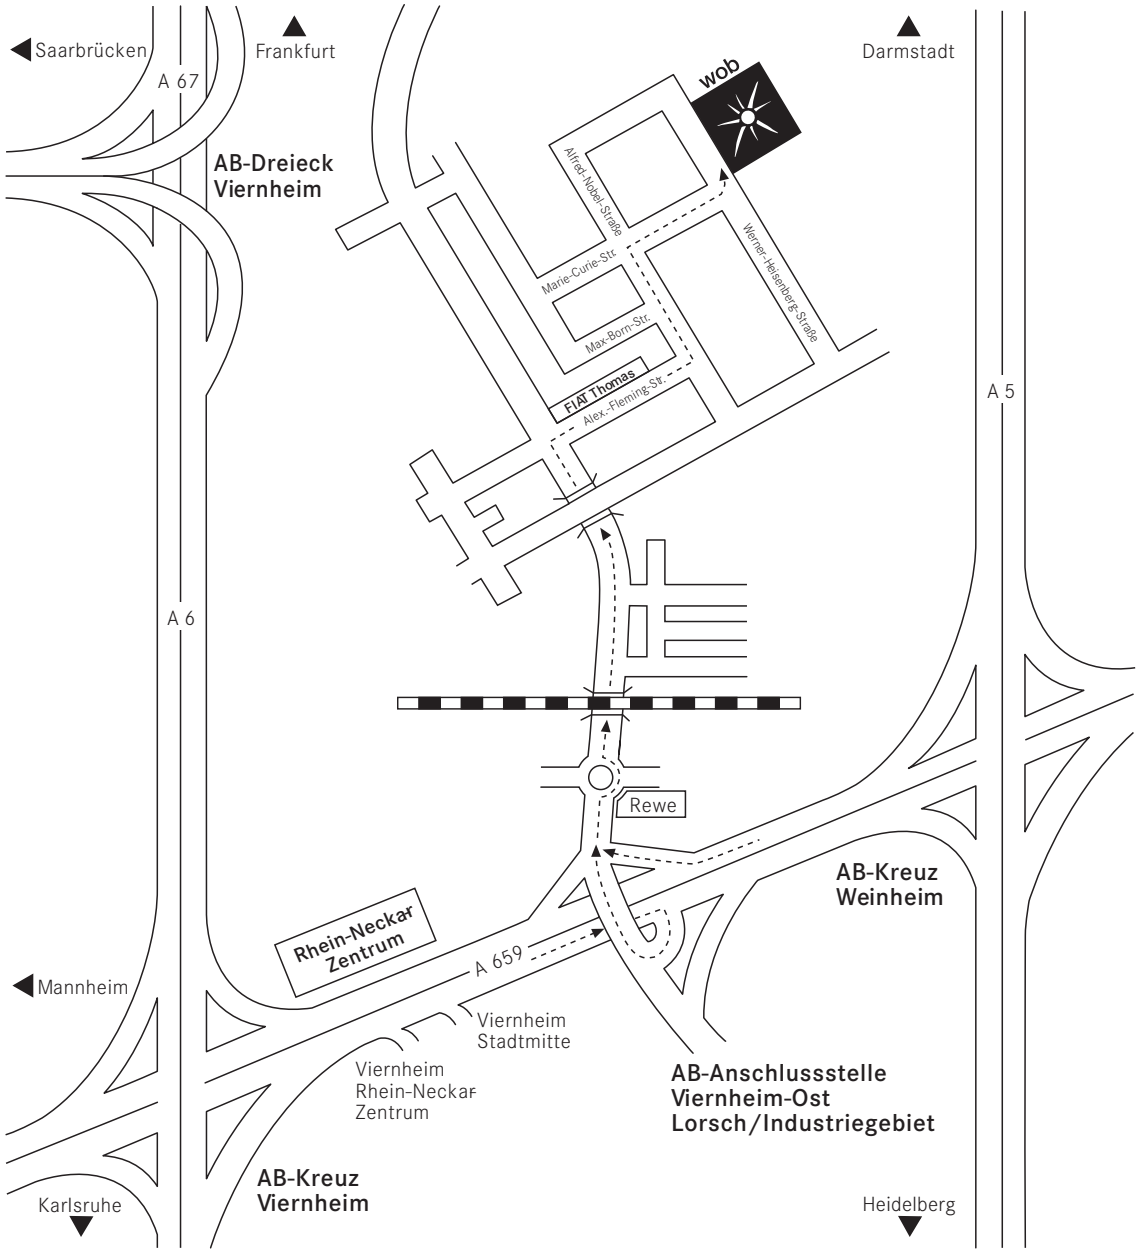 Saarbrücken
Frankfurt
Darmstadt
A 67
wob
AB-Dreieck
Viernheim
Alfred-Nobel-Straße
Marie-Curie-Str.
Werner-Heisenberg-Straße
Max-Born-Str.
FIAT Thomas
Alex.-Fleming-Str.
A 5
A 6
Rewe
AB-Kreuz
Weinheim
Rhein-Neckar
Zentrum
A 659
Mannheim
Viernheim
Stadtmitte
Viernheim
Rhein-Neckar
Zentrum
AB-Anschlussstelle
Viernheim-Ost
Lorsch/Industriegebiet
AB-Kreuz
Viernheim
Karlsruhe
Heidelberg